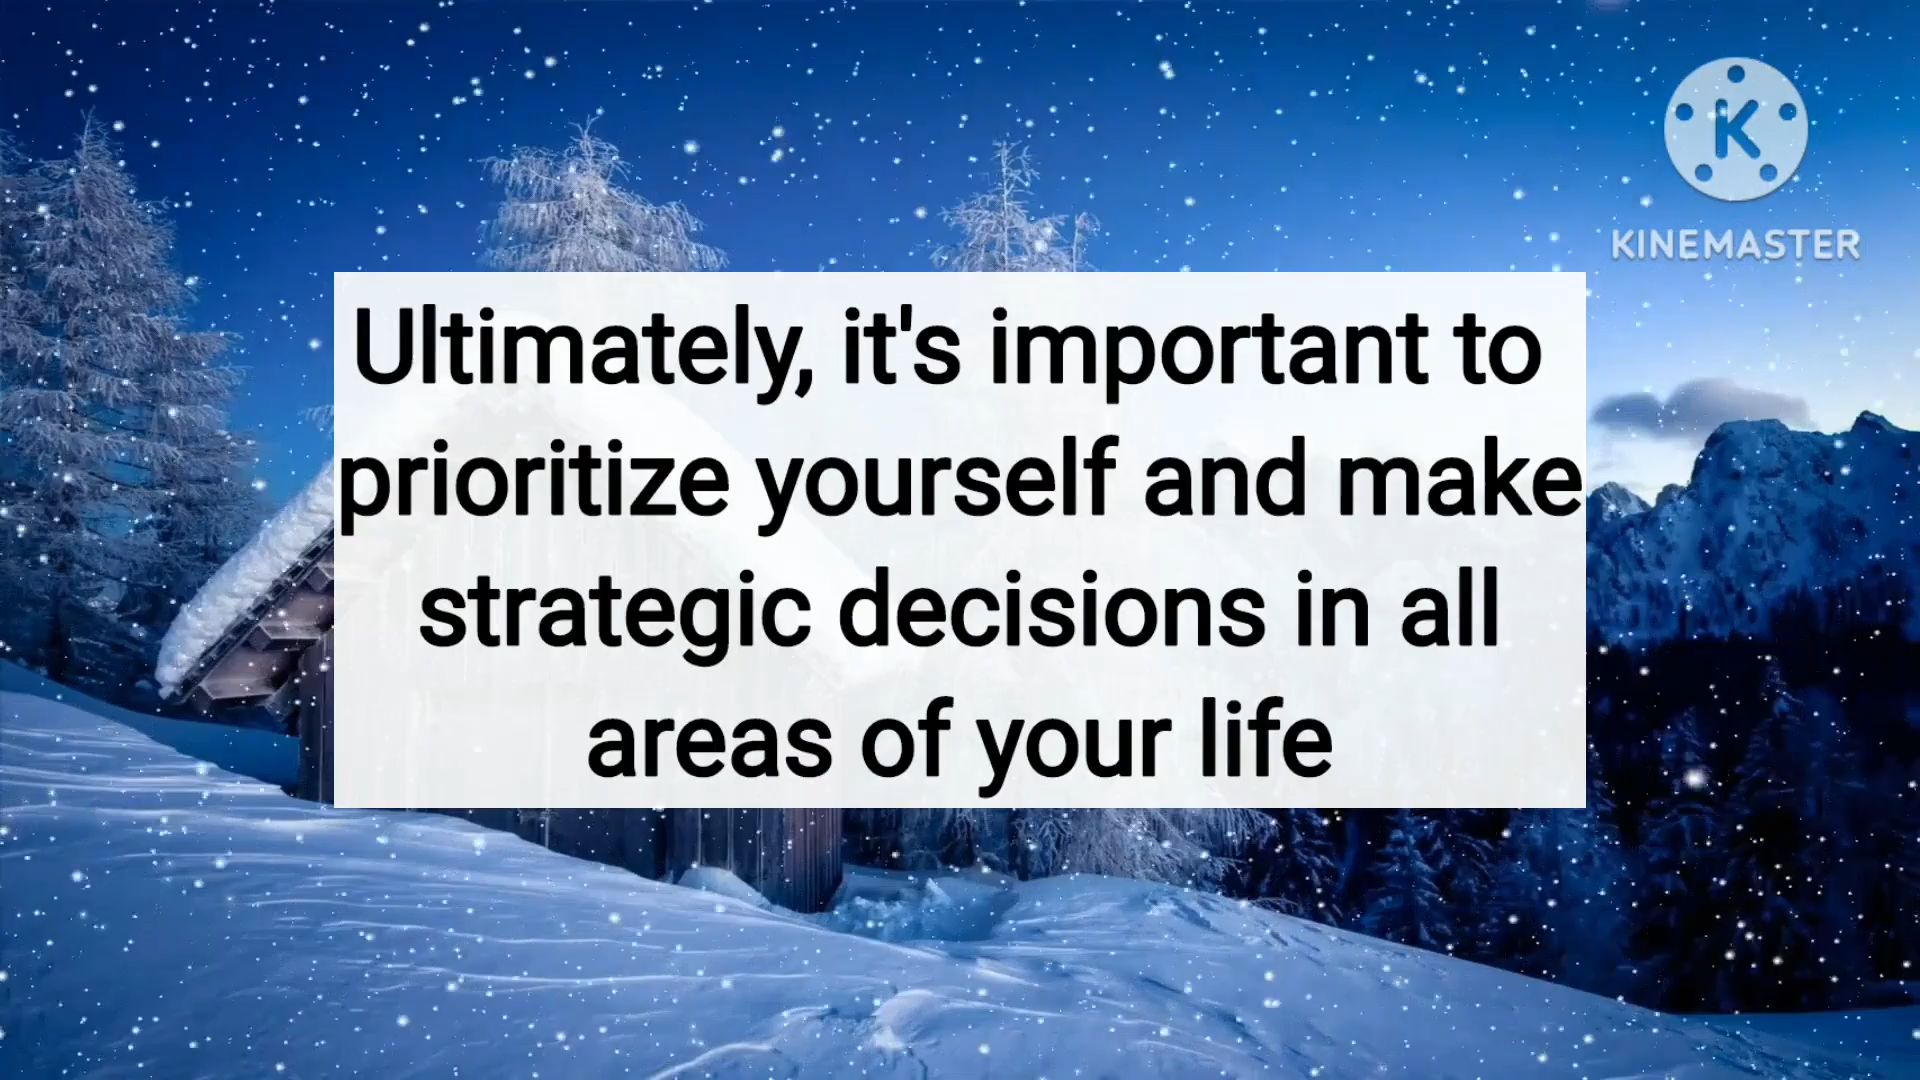 K
KINEMASTER
Ultimately, it's important to
prioritize yourself and make
strategic decisions in all
areas of your life